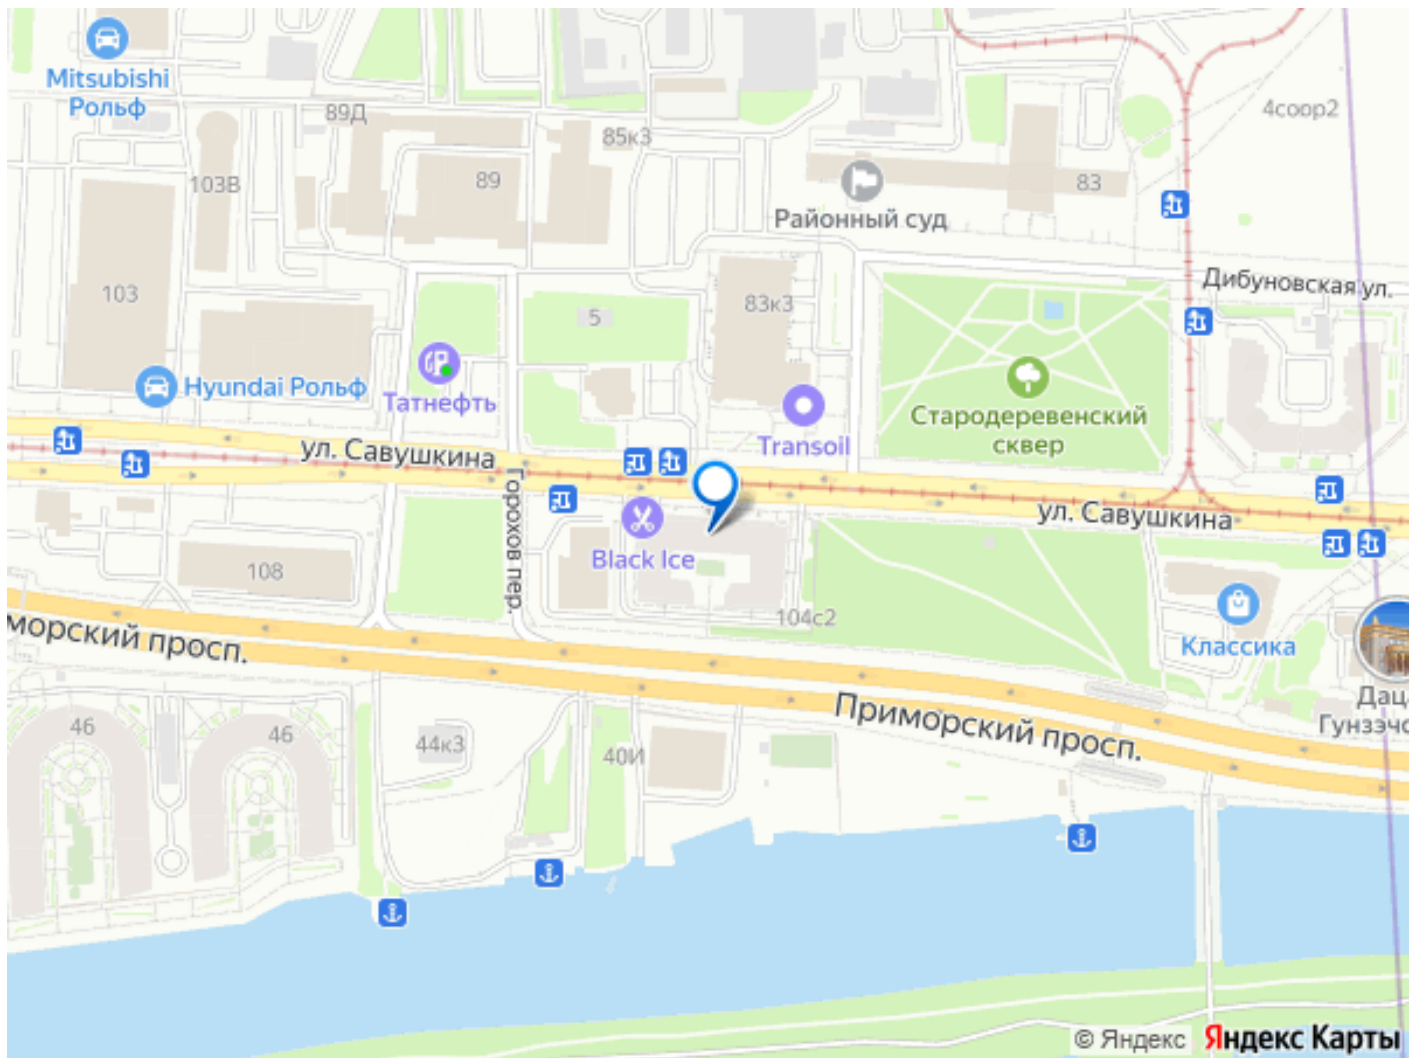 Mitsubishi
Рольф
89Д
4соор2
85к3
103В
89
83
Районный суд
Дибуновская ул.
103
5
83к3
Hyundai Рольф
Татнефть
Стародеревенский
сквер
Transoil
ул. Савушкина
Горохов пер.
ул. Савушкина
Black Ice
108
104с2
морский просп.
Классика
Даца
Гунзэчо
Приморский просп.
46
46
44к3
40И
© Яндекс Яндекс Карты